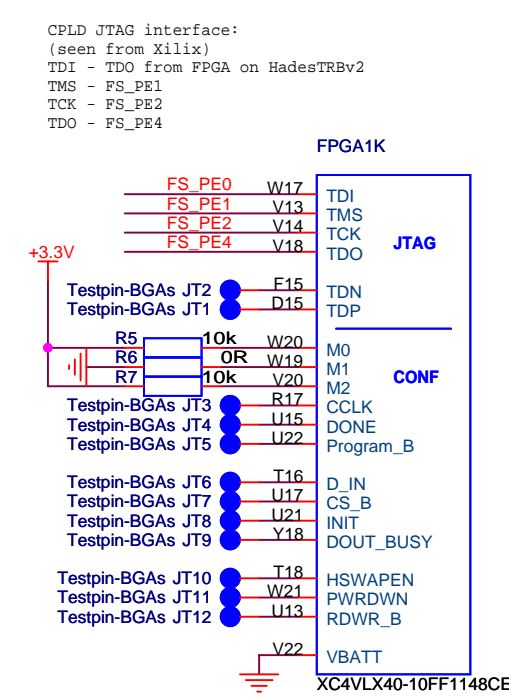 CPLD JTAG interface:
(seen from Xilix)
TDI - TDO from FPGA on HadesTRBv2
TMS - FS_PE1
TCK - FS_PE2
TDO - FS_PE4
FPGA1K
FS_PE0 W17 TDI
FS_PE1 V13 TMS
FS_PE2 V14 TCK
FS_PE4 V18 TDO
JTAG
+3.3V
Testpin-BGAs JT2 F15 TDN
Testpin-BGAs JT1 D15 TDP
R5 10k W20 M0
R6 0R W19 M1
R7 10k V20 M2
CONF
Testpin-BGAs JT3 R17 CCLK
Testpin-BGAs JT4 U15 DONE
Testpin-BGAs JT5 U22 Program_B
Testpin-BGAs JT6 T16 D_IN
Testpin-BGAs JT7 U17 CS_B
Testpin-BGAs JT8 U21 INIT
Testpin-BGAs JT9 Y18 DOUT_BUSY
Testpin-BGAs JT10 T18 HSWAPEN
Testpin-BGAs JT11 W21 PWRDWN
Testpin-BGAs JT12 U13 RDWR_B
V22 VBATT
XC4VLX40-10FF1148CE